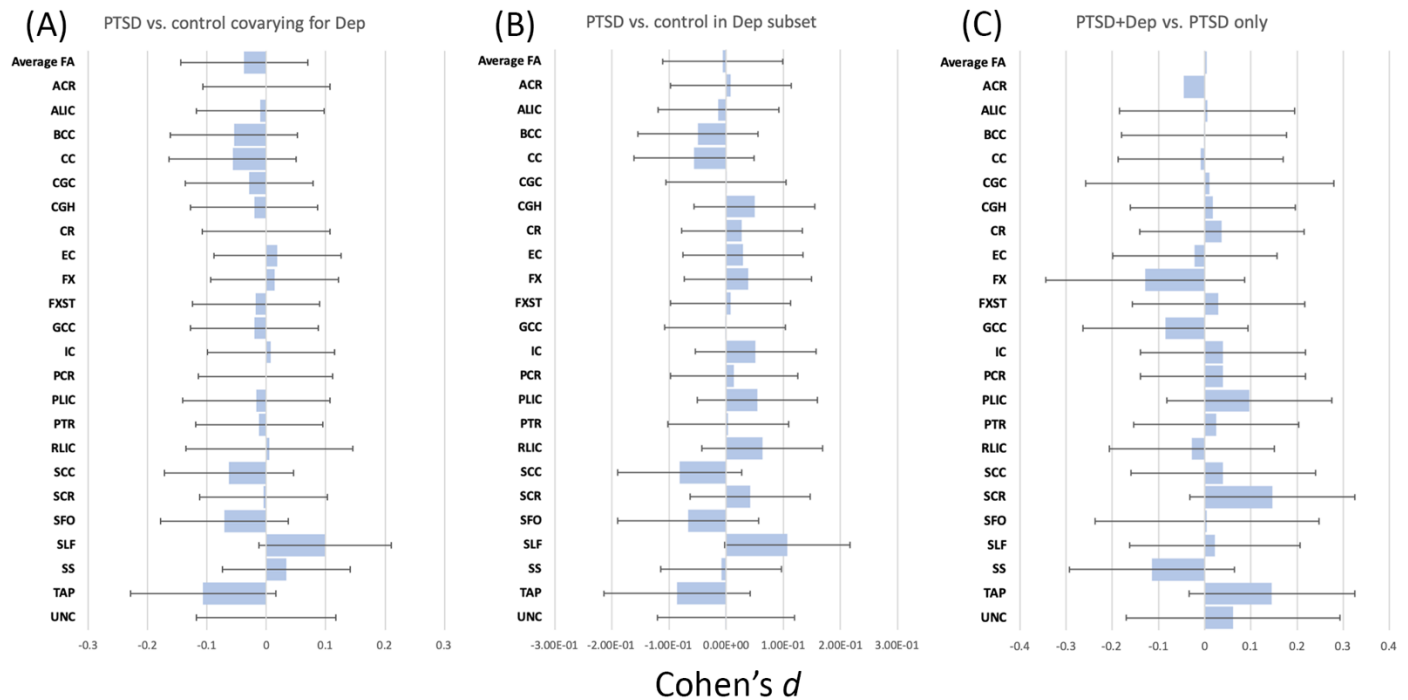 (A)
PTSD vs. control covarying for Dep
Average FA
ACR
ALIC
BCC
CC
CGC
CGH
CR
EC
FX
FXST
GCC
IC
PCR
PLIC
PTR
RLIC
SCC
SCR
SFO
SLF
SS
TAP
UNC
-0.3 -0.2 -0.1 0 0.1 0.2 0.3
(B)
PTSD vs. control in Dep subset
Average FA
ACR
ALIC
BCC
CC
CGC
CGH
CR
EC
FX
FXST
GCC
IC
PCR
PLIC
PTR
RLIC
SCC
SCR
SFO
SLF
SS
TAP
UNC
-3.00E-01 -2.00E-01 -1.00E-01 0.00E+00 1.00E-01 2.00E-01 3.00E-01
(C)
PTSD+Dep vs. PTSD only
Average FA
ACR
ALIC
BCC
CC
CGC
CGH
CR
EC
FX
FXST
GCC
IC
PCR
PLIC
PTR
RLIC
SCC
SCR
SFO
SLF
SS
TAP
UNC
-0.4 -0.3 -0.2 -0.1 0 0.1 0.2 0.3 0.4
Cohen's d